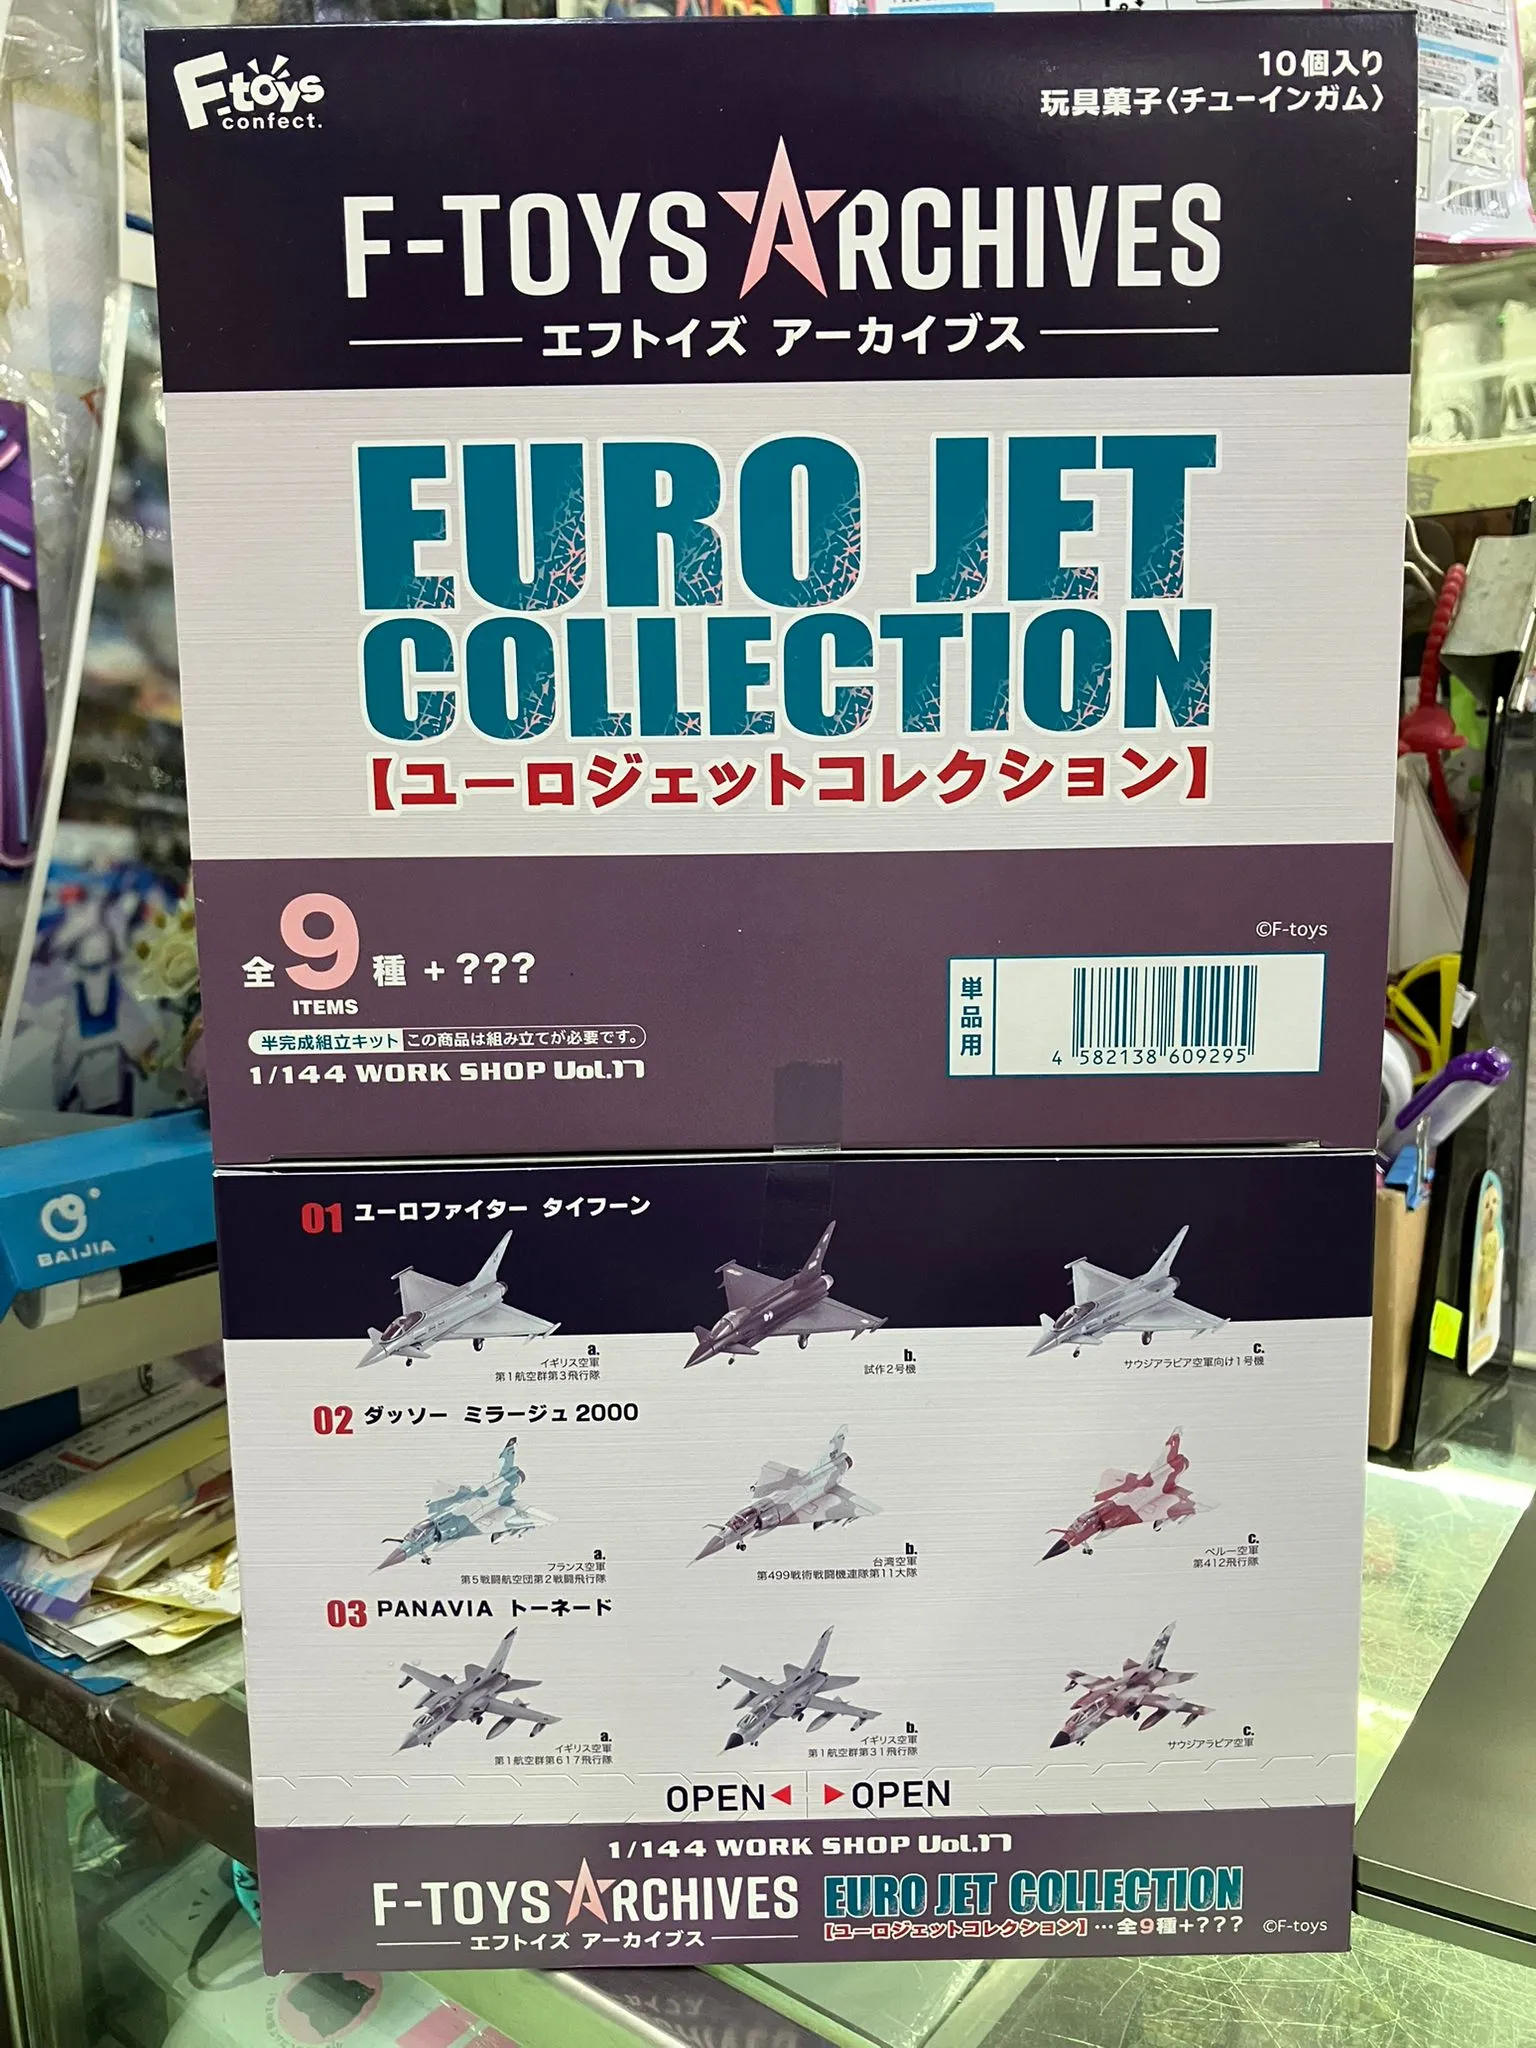 F-toys
confect.
10個入り
玩具菓子〈チューインガム〉
F-TOYS ARCHIVES
エフトイズ アーカイブス
EURO JET
COLLECTION
【ユーロジェットコレクション】
全9種+???
ITEMS
©F-toys
半完成組立キット この商品は組み立てが必要です。
1/144 WORK SHOP Vol.17
単品用
4 582138 609295
01 ユーロファイター タイフーン
a.
イギリス空軍
第1航空群第3飛行隊
b.
試作2号機
c.
サウジアラビア空軍向け1号機
02 ダッソー ミラージュ2000
a.
フランス空軍
第5戦闘航空団第2戦闘飛行隊
b.
台湾空軍
第499戦術戦闘機連隊第11大隊
c.
ペルー空軍
第412飛行隊
03 PANAVIA トーネード
a.
イギリス空軍
第1航空群第617飛行隊
b.
イギリス空軍
第1航空群第31飛行隊
c.
サウジアラビア空軍
OPEN◀ ▶OPEN
1/144 WORK SHOP Vol.17
F-TOYS ARCHIVES
エフトイズ アーカイブス
EURO JET COLLECTION
【ユーロジェットコレクション】…全9種+???
©F-toys
BAIJIA